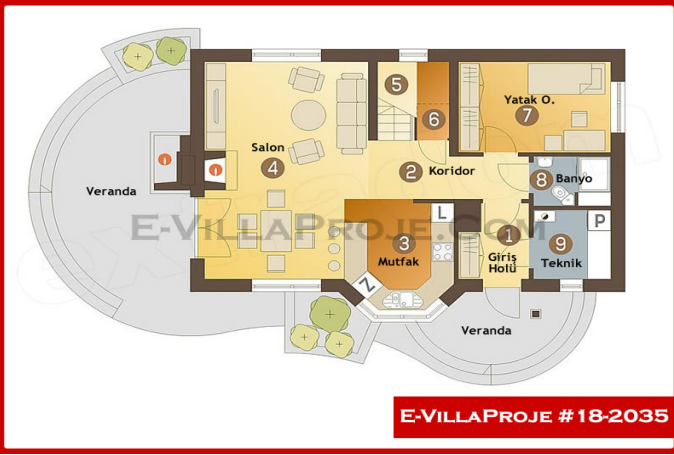 5
6
Yatak O.
7
Salon
4
2 Koridor
8 Banyo
Veranda
E-VillaProje.Com
L
3
Mutfak
Z
1
Giriş
Holü
P
9
Teknik
Veranda
E-VillaProje #18-2035